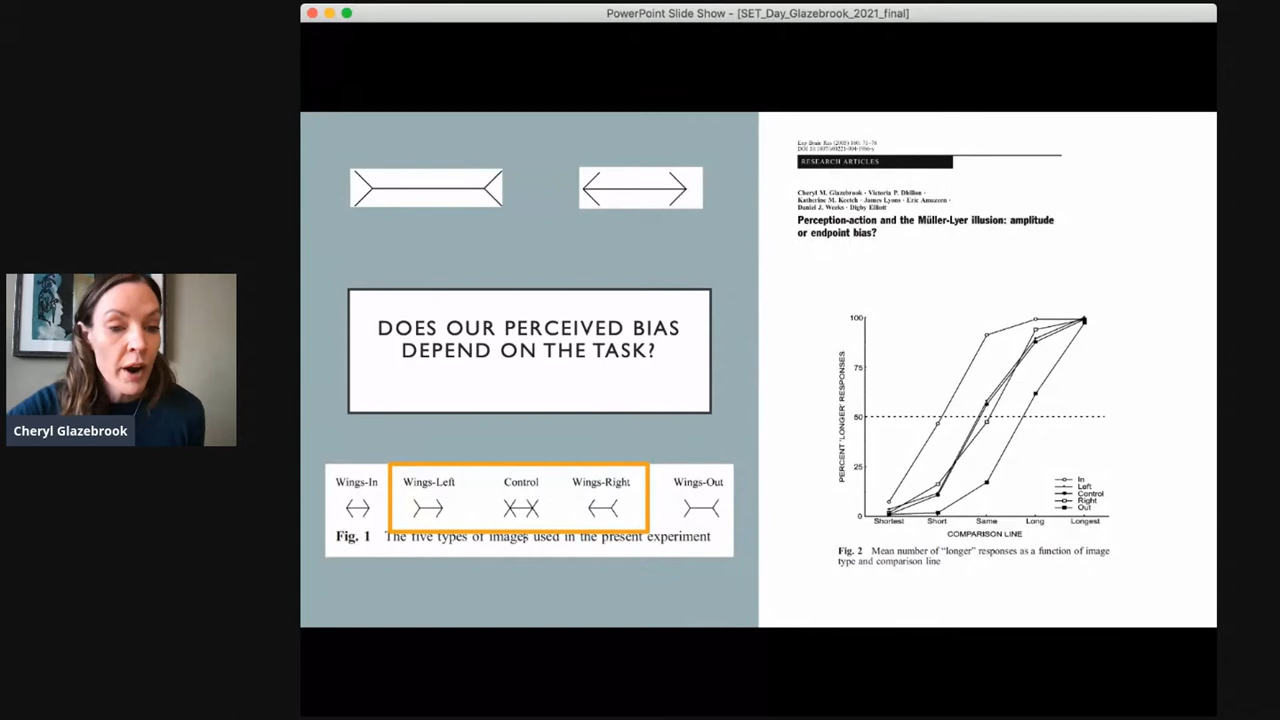 PowerPoint Slide Show - [SET_Day_Glazebrook_2021_final]
DOES OUR PERCEIVED BIAS
DEPEND ON THE TASK?
Wings-In
Wings-Left
Control
Wings-Right
Wings-Out
Fig. 1 The five types of images used in the present experiment
Cheryl Glazebrook
RESEARCH ARTICLES
Cheryl M. Glazebrook · Victoria P. Dhillon ·
Katherine M. Keetch · James Lyons · Eric Amazeen ·
Daniel J. Weeks · Digby Elliott
Perception-action and the Müller-Lyer illusion: amplitude
or endpoint bias?
PERCENT 'LONGER' RESPONSES
100
75
50
25
0
Shortest
Short
Same
Long
Longest
COMPARISON LINE
In
Left
Control
Right
Out
Fig. 2 Mean number of “longer” responses as a function of image
type and comparison line